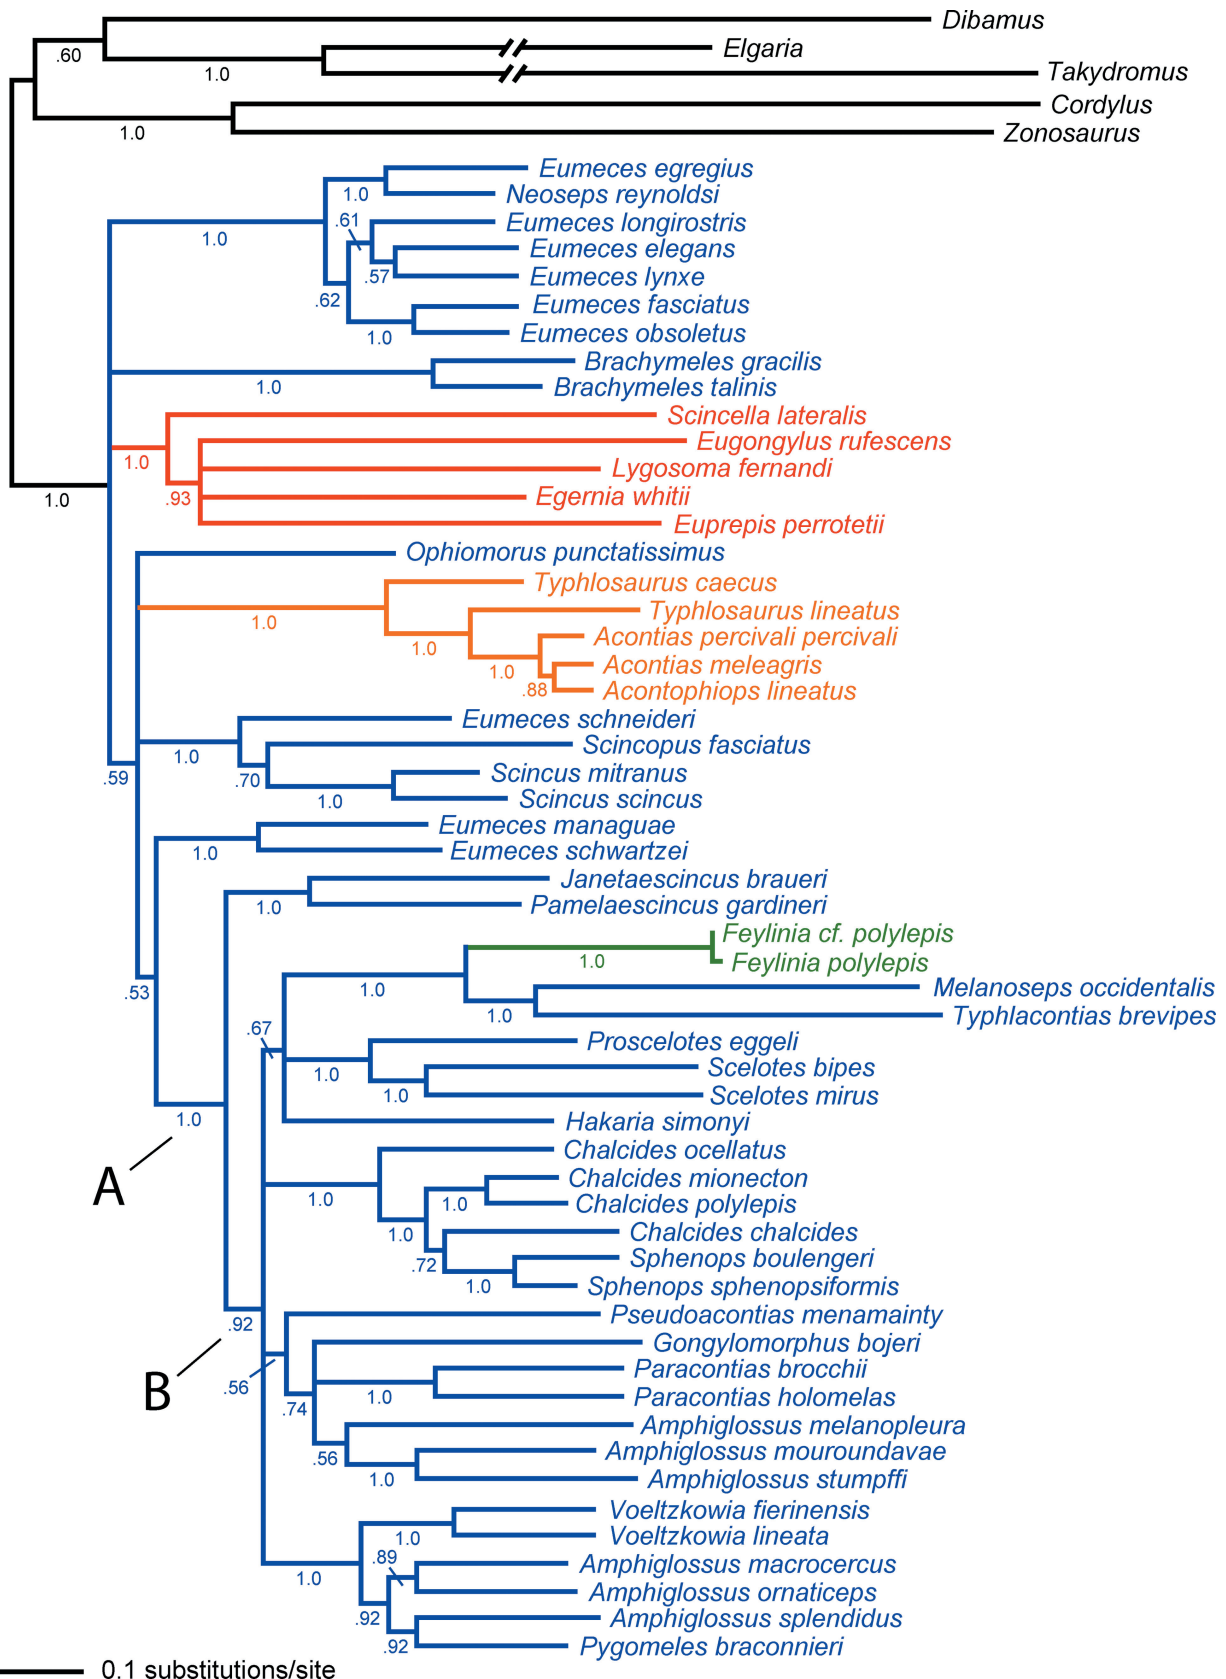 Dibamus
.60
Elgaria
1.0
Takydromus
Cordylus
1.0
Zonosaurus
Eumeces egregius
1.0
Neoseps reynoldsi
.61
Eumeces longirostris
1.0
Eumeces elegans
.57
Eumeces lynxe
.62
Eumeces fasciatus
1.0
Eumeces obsoletus
Brachymeles gracilis
1.0
Brachymeles talinis
Scincella lateralis
Eugongylus rufescens
1.0
Lygosoma fernandi
1.0
.93
Egernia whitii
Euprepis perrotetii
Ophiomorus punctatissimus
Typhlosaurus caecus
1.0
Typhlosaurus lineatus
1.0
Acontias percivali percivali
1.0
Acontias meleagris
.88
Acontophiops lineatus
Eumeces schneideri
1.0
Scincopus fasciatus
.59
.70
Scincus mitranus
1.0
Scincus scincus
Eumeces managuae
1.0
Eumeces schwartzei
Janetaescincus braueri
1.0
Pamelaescincus gardineri
Feylinia cf. polylepis
1.0
Feylinia polylepis
.53
1.0
Melanoseps occidentalis
1.0
Typhlacontias brevipes
.67
Proscelotes eggeli
1.0
Scelotes bipes
1.0
Scelotes mirus
1.0
Hakaria simonyi
Chalcides ocellatus
A
Chalcides mionecton
1.0
1.0
Chalcides polylepis
1.0
Chalcides chalcides
.72
Sphenops boulengeri
1.0
Sphenops sphenopsiformis
.92
Pseudoacontias menamainty
Gongylomorphus bojeri
B
.56
Paracontias brocchii
1.0
Paracontias holomelas
.74
Amphiglossus melanopleura
.56
Amphiglossus mouroundavae
1.0
Amphiglossus stumpffi
Voeltzkowia fierinensis
1.0
Voeltzkowia lineata
.89
Amphiglossus macrocercus
1.0
Amphiglossus ornaticeps
.92
Amphiglossus splendidus
.92
Pygomeles braconnieri
0.1 substitutions/site